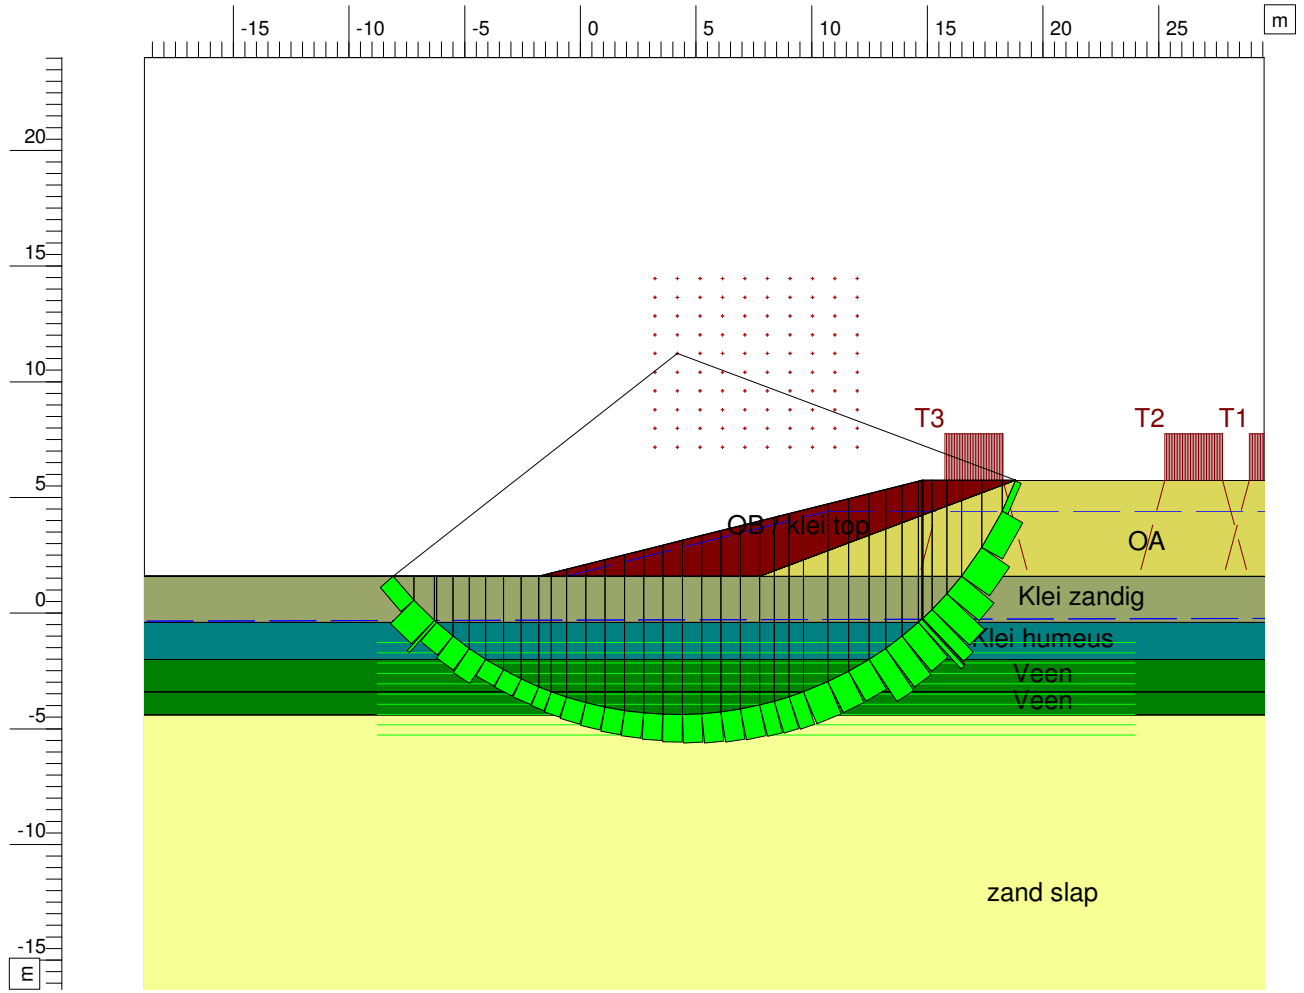 -15 -10 -5 0 5 10 15 20 25 m
20
15
10
T3 T2 T1
5
OB / klei top
OA
0
Klei zandig
Klei humeus
Veen
Veen
-5
-10
zand slap
-15
m